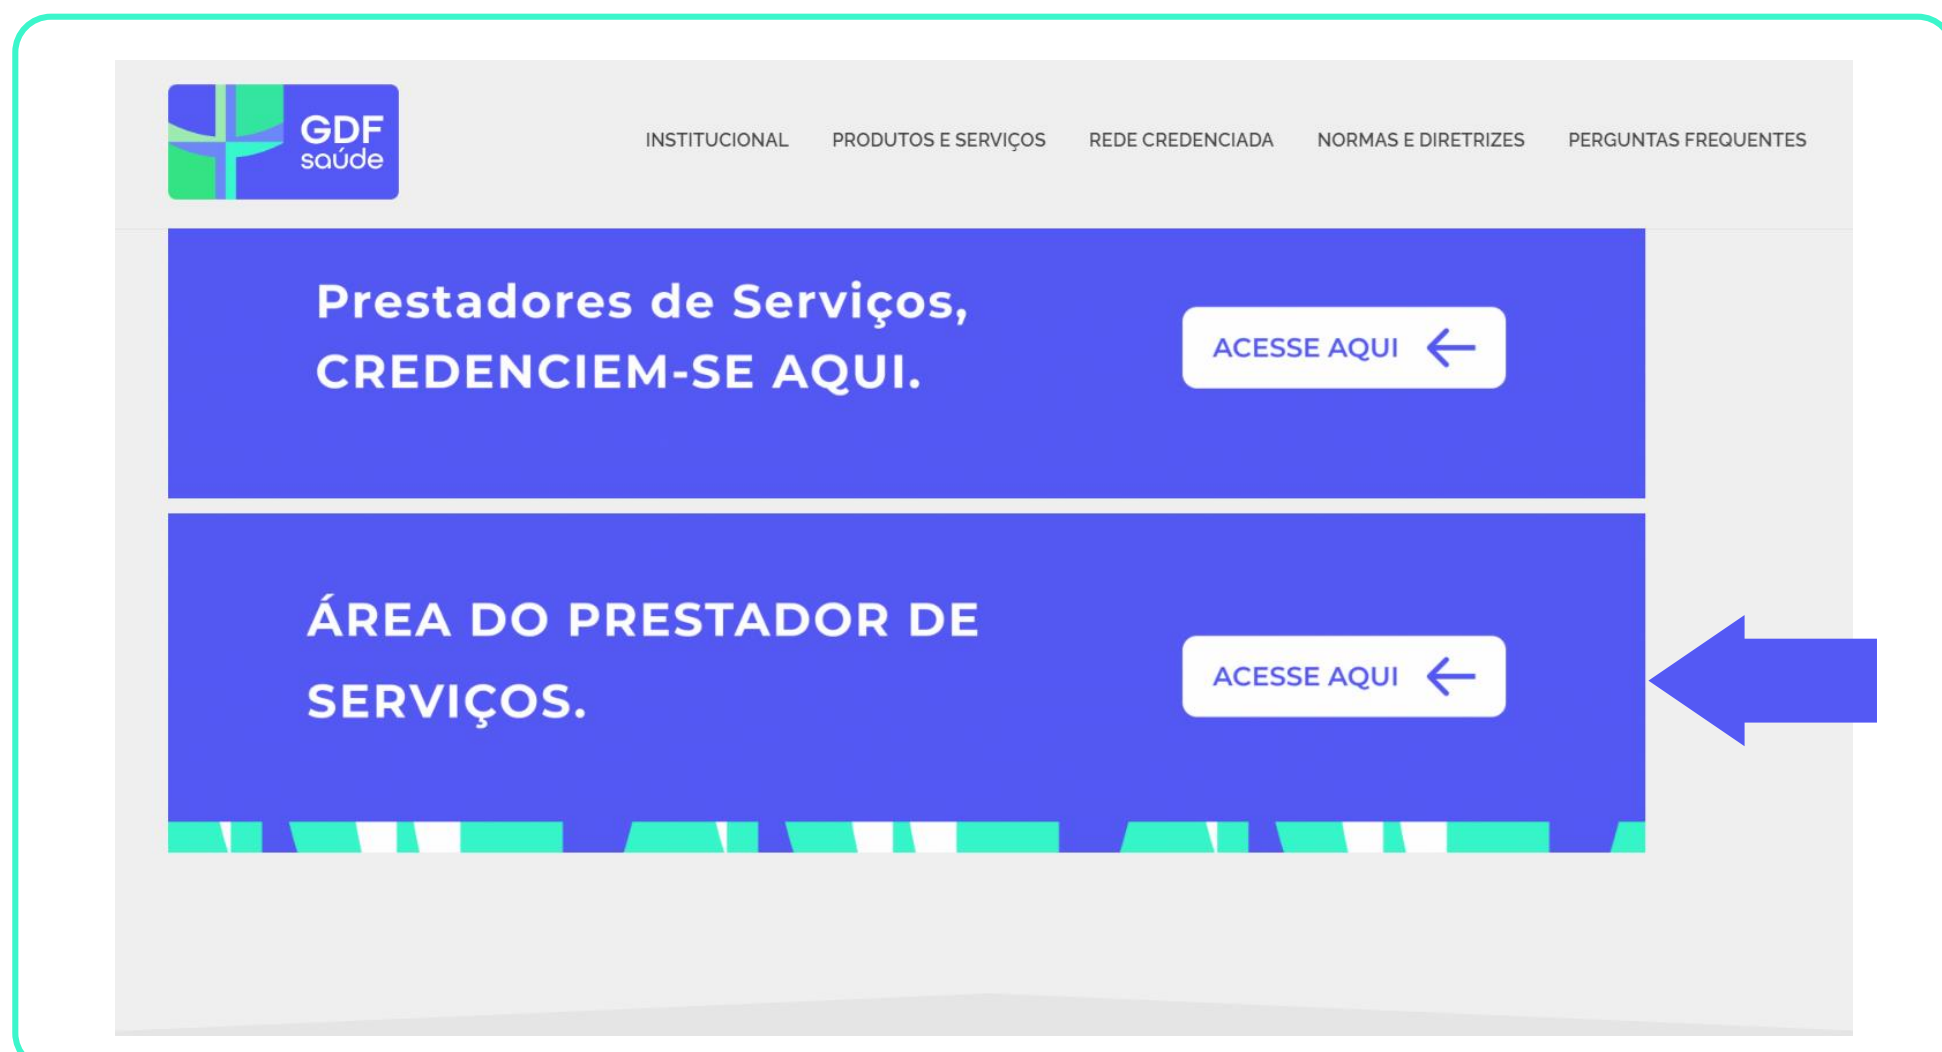 GDF
saúde
INSTITUCIONAL PRODUTOS E SERVIÇOS REDE CREDENCIADA NORMAS E DIRETRIZES PERGUNTAS FREQUENTES
Prestadores de Serviços,
CREDENCIEM-SE AQUI.
ACESSE AQUI
ÁREA DO PRESTADOR DE
SERVIÇOS.
ACESSE AQUI